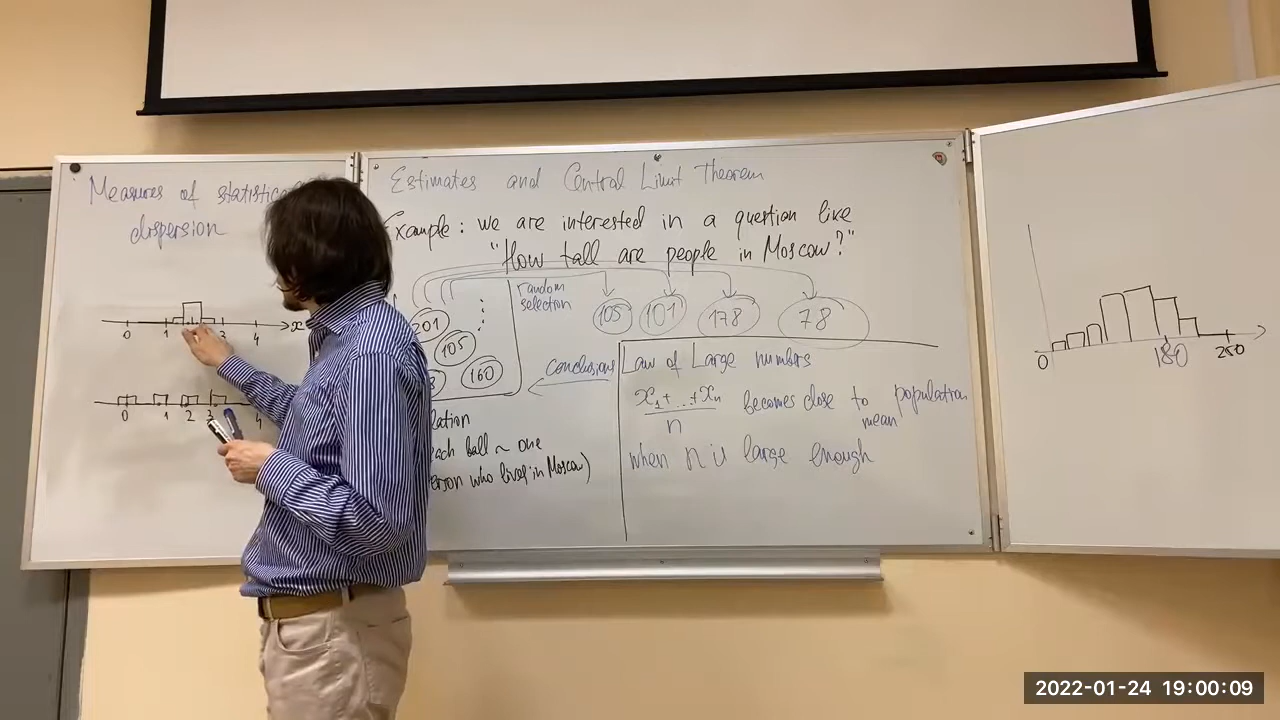 Measures of statistica
dispersion
0 1 3 4 x
0 1 2 3 4
Estimates and Central Limit Theorem
Example: we are interested in a question like
"How tall are people in Moscow?"
random
selection
201
105
160
105 101 178 78
conclusions
lation
each ball ~ one
person who lives in Moscow)
Law of Large numbers
x₁+...+xₙ
n
becomes close to population
mean
when n is large enough
0 180 250
2022-01-24 19:00:09